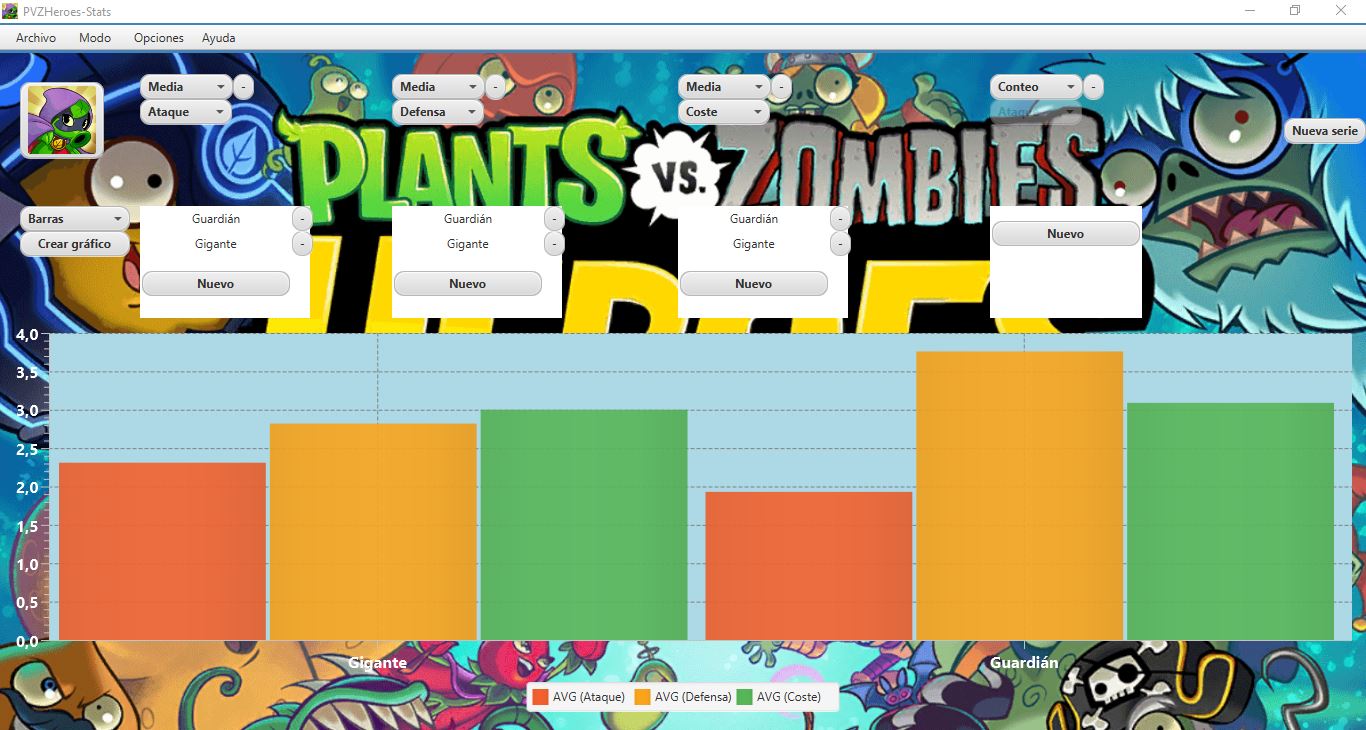 PVZHeroes-Stats
Archivo Modo Opciones Ayuda
Media - Media - Media - Conteo -
Ataque Defensa Coste Ataque
Nueva serie
PLANTS VS. ZOMBIES
HEROES
Barras Guardián - Guardián - Guardián -
Crear gráfico Gigante - Gigante - Gigante - Nuevo
Nuevo Nuevo Nuevo
4,0
3,5
3,0
2,5
2,0
1,5
1,0
0,5
0,0
Gigante Guardián
AVG (Ataque) AVG (Defensa) AVG (Coste)